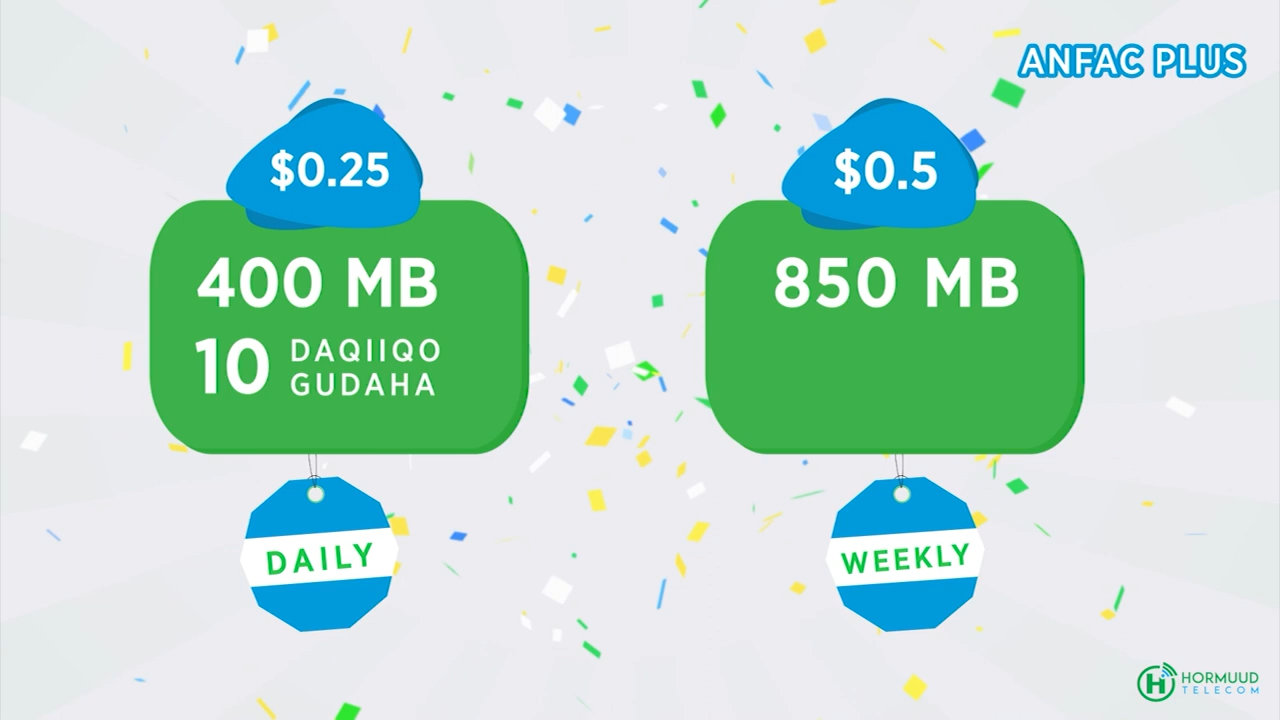 ANFAC PLUS
$0.25
400 MB
10 DAQIIQO
GUDAHA
DAILY
$0.5
850 MB
WEEKLY
HORMUUD
TELECOM